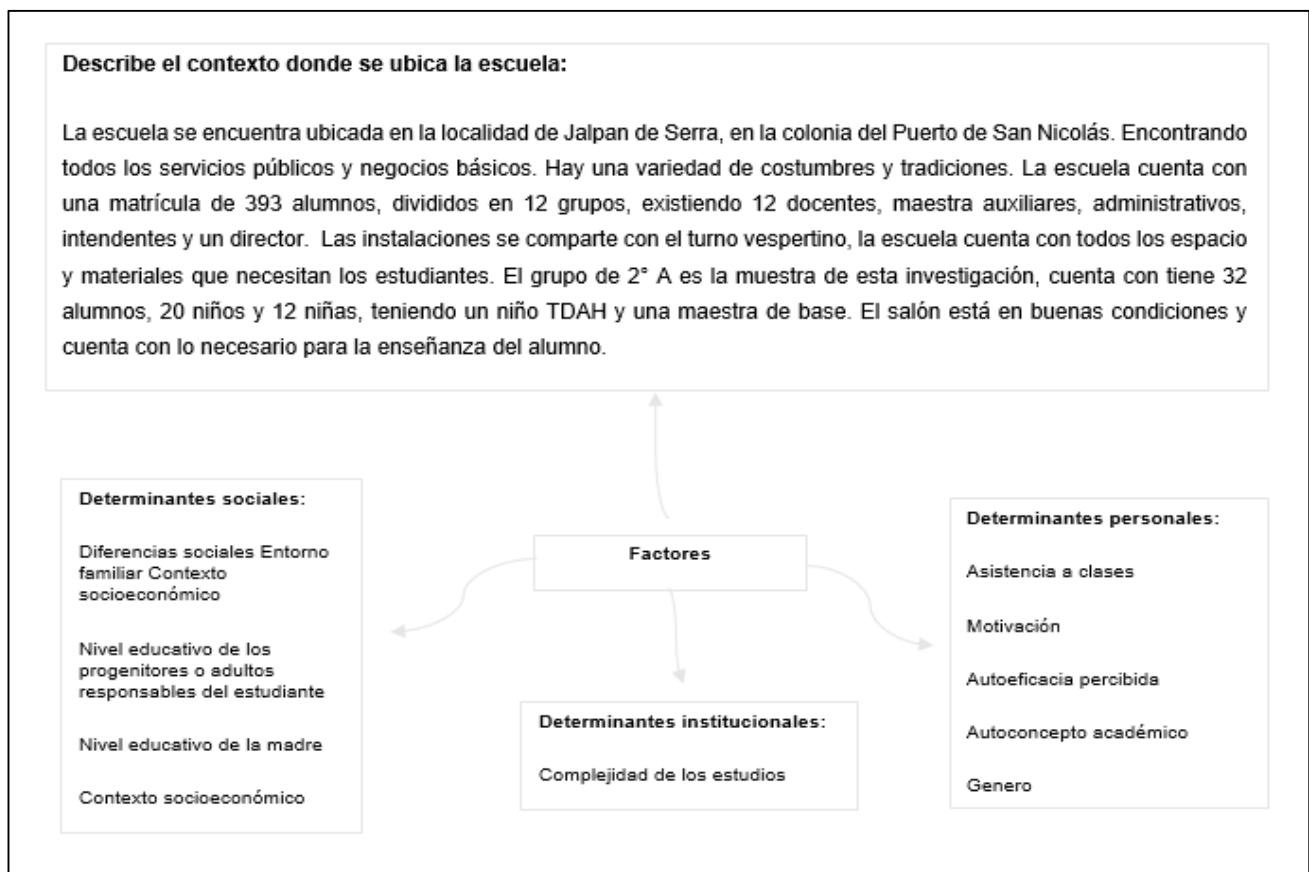 Describe el contexto donde se ubica la escuela:
La escuela se encuentra ubicada en la localidad de Jalpan de Serra, en la colonia del Puerto de San Nicolás. Encontrando
todos los servicios públicos y negocios básicos. Hay una variedad de costumbres y tradiciones. La escuela cuenta con
una matrícula de 393 alumnos, divididos en 12 grupos, existiendo 12 docentes, maestra auxiliares, administrativos,
intendentes y un director. Las instalaciones se comparte con el turno vespertino, la escuela cuenta con todos los espacio
y materiales que necesitan los estudiantes. El grupo de 2° A es la muestra de esta investigación, cuenta con tiene 32
alumnos, 20 niños y 12 niñas, teniendo un niño TDAH y una maestra de base. El salón está en buenas condiciones y
cuenta con lo necesario para la enseñanza del alumno.
Factores
Determinantes sociales:
Diferencias sociales Entorno
familiar Contexto
socioeconómico
Nivel educativo de los
progenitores o adultos
responsables del estudiante
Nivel educativo de la madre
Contexto socioeconómico
Determinantes institucionales:
Complejidad de los estudios
Determinantes personales:
Asistencia a clases
Motivación
Autoeficacia percibida
Autoconcepto académico
Genero